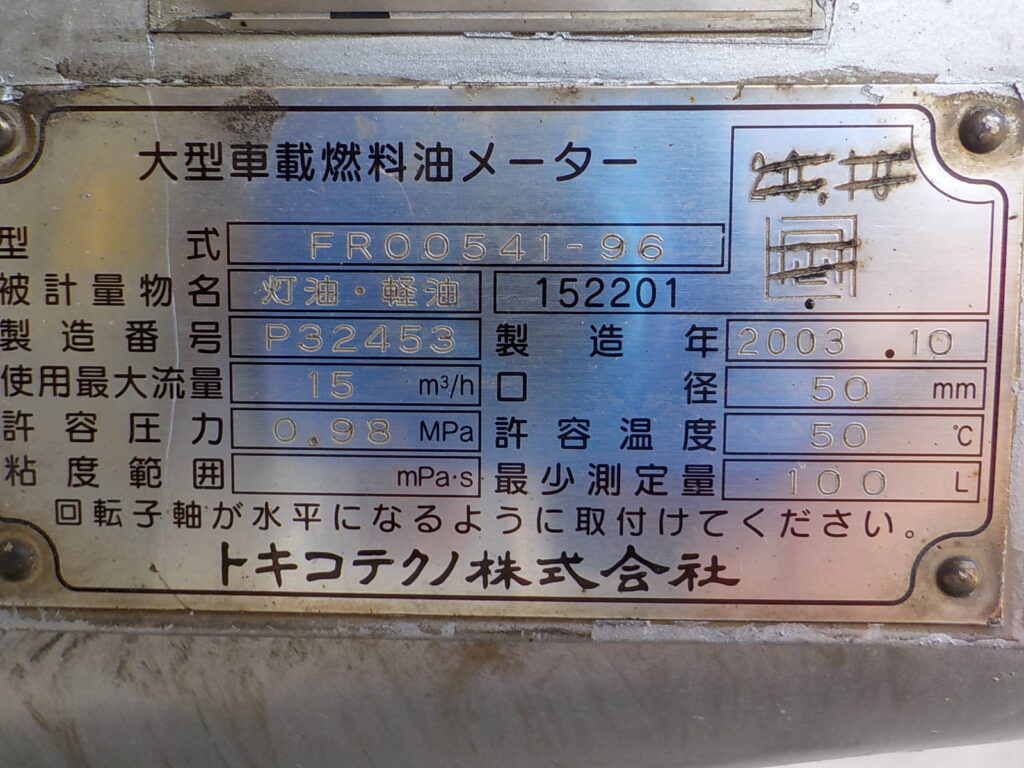 大型車載燃料油メーター
型式 FR00541-96
被計量物名 灯油・軽油 152201
製造番号 P32453 製造年 2003.10
使用最大流量 15 m³/h 口径 50 mm
許容圧力 0.98 MPa 許容温度 50 ℃
粘度範囲 mPa·s 最少測定量 100 L
回転子軸が水平になるように取付けてください。
トキコテクノ株式会社